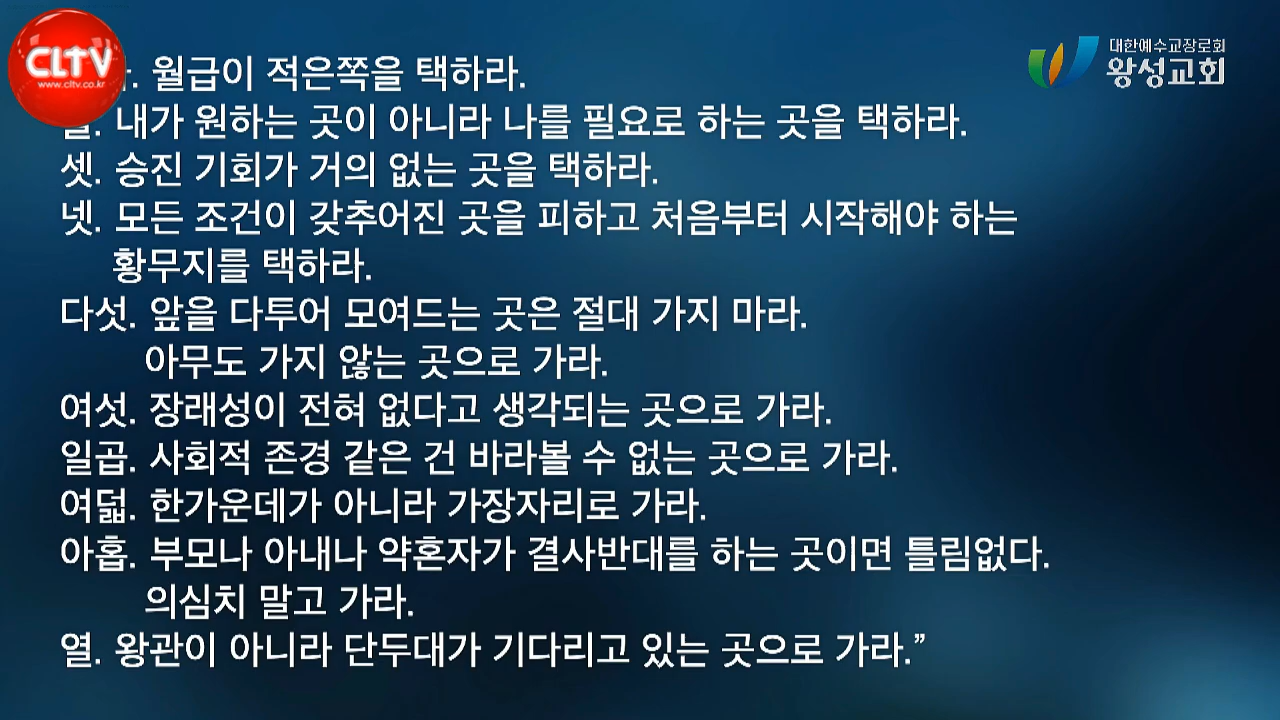 CLTV
www.cltv.co.kr
대한예수교장로회
왕성교회
. 월급이 적은쪽을 택하라.
. 내가 원하는 곳이 아니라 나를 필요로 하는 곳을 택하라.
셋. 승진 기회가 거의 없는 곳을 택하라.
넷. 모든 조건이 갖추어진 곳을 피하고 처음부터 시작해야 하는
황무지를 택하라.
다섯. 앞을 다투어 모여드는 곳은 절대 가지 마라.
아무도 가지 않는 곳으로 가라.
여섯. 장래성이 전혀 없다고 생각되는 곳으로 가라.
일곱. 사회적 존경 같은 건 바라볼 수 없는 곳으로 가라.
여덟. 한가운데가 아니라 가장자리로 가라.
아홉. 부모나 아내나 약혼자가 결사반대를 하는 곳이면 틀림없다.
의심치 말고 가라.
열. 왕관이 아니라 단두대가 기다리고 있는 곳으로 가라.”